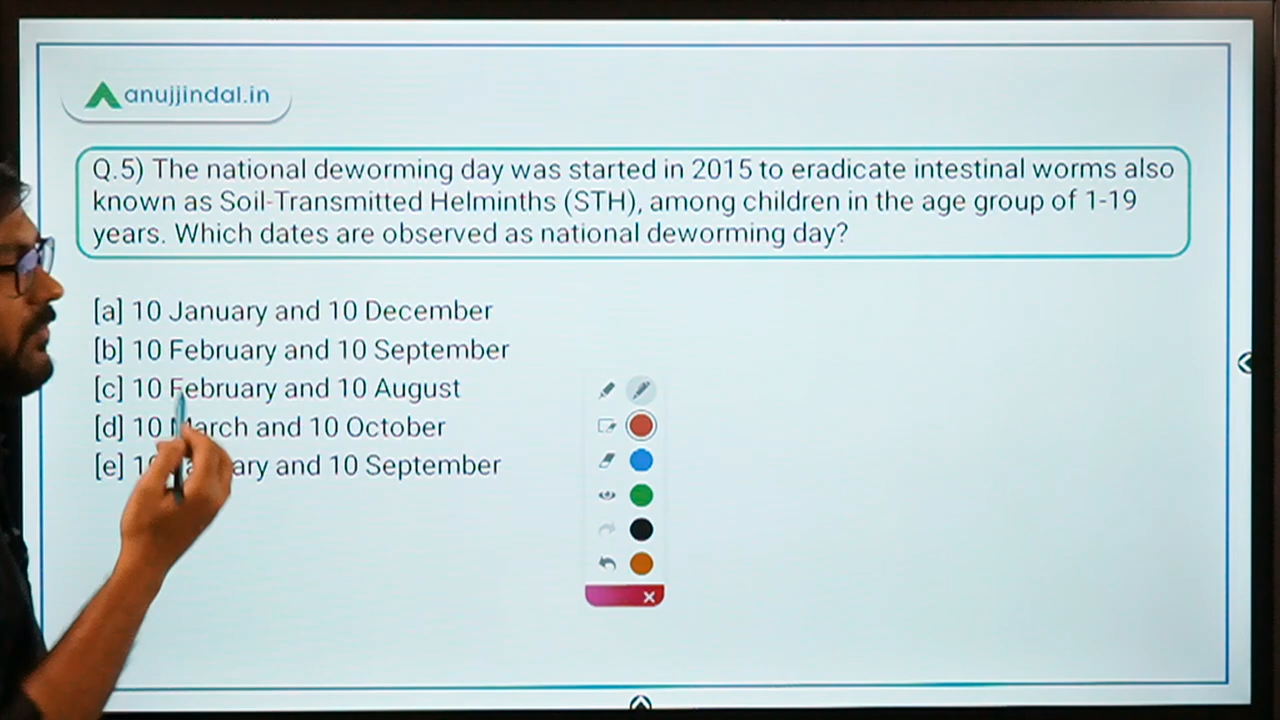 anujjindal.in
Q.5) The national deworming day was started in 2015 to eradicate intestinal worms also
known as Soil-Transmitted Helminths (STH), among children in the age group of 1-19
years. Which dates are observed as national deworming day?
[a] 10 January and 10 December
[b] 10 February and 10 September
[c] 10 February and 10 August
[d] 10 March and 10 October
[e] 10 and 10 September